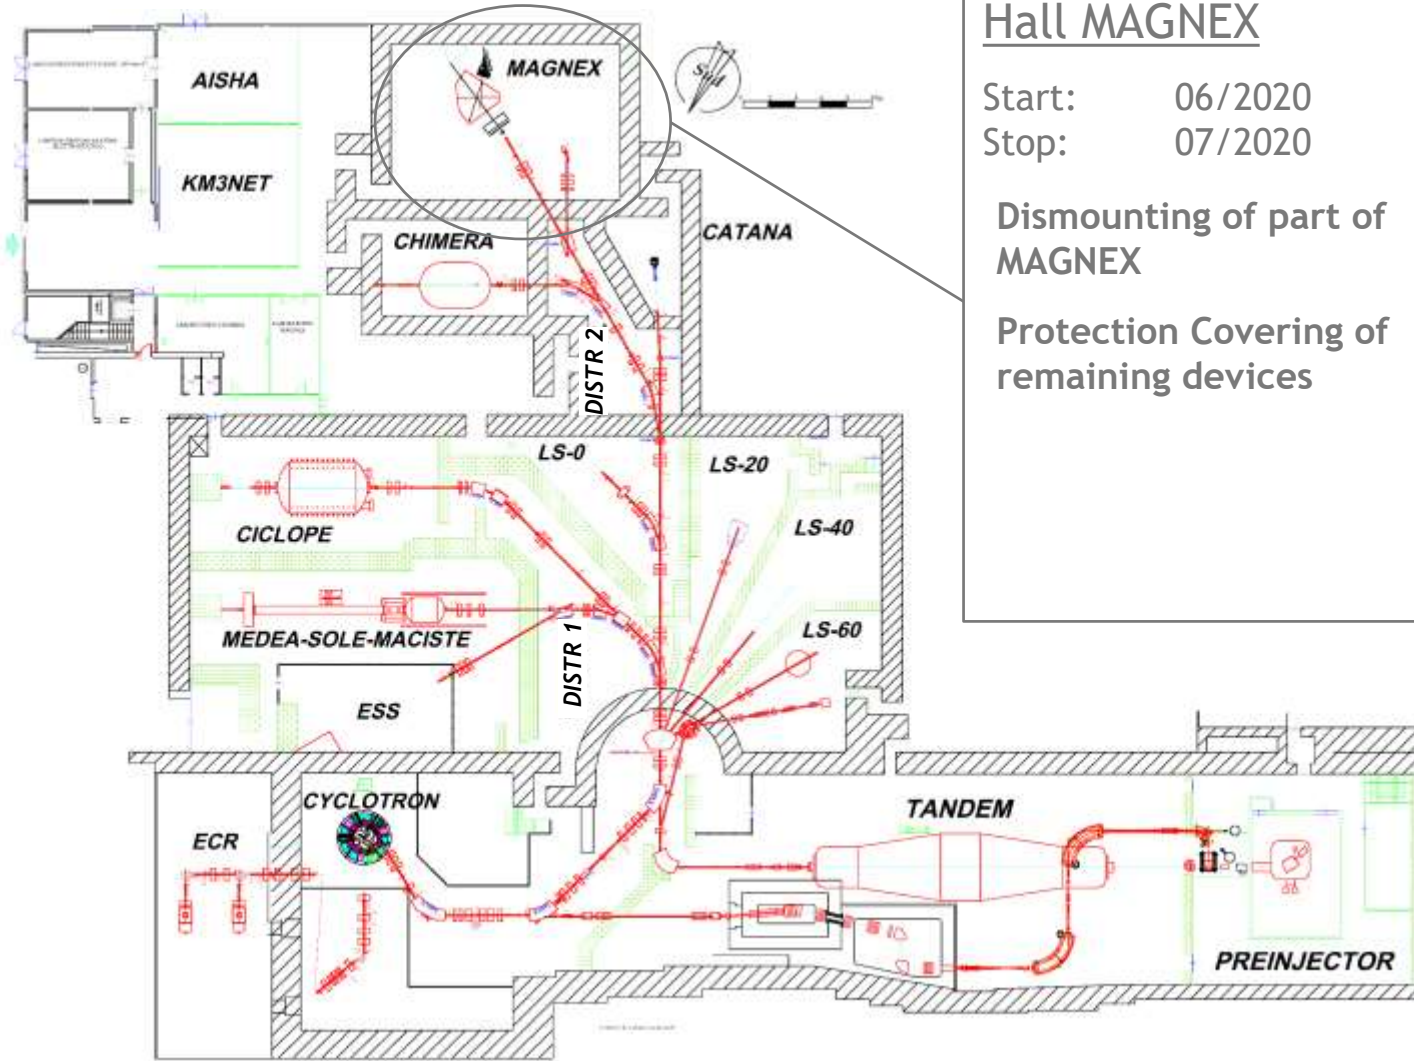 Hall MAGNEX
Start: 06/2020
Stop: 07/2020
Dismounting of part of
MAGNEX
Protection Covering of
remaining devices
AISHA
MAGNEX
Sud
KM3NET
CHIMERA
CATANA
DISTR 2
LS-0
LS-20
CICLOPE
LS-40
MEDEA-SOLE-MACISTE
LS-60
DISTR 1
ESS
CYCLOTRON
TANDEM
ECR
PREINJECTOR